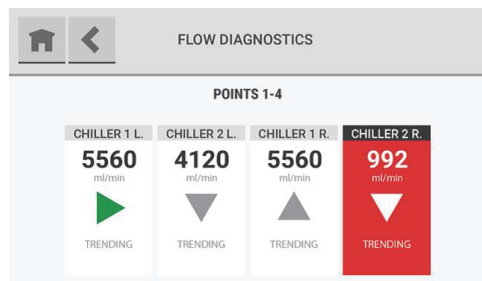 FLOW DIAGNOSTICS
POINTS 1-4
CHILLER 1 L. CHILLER 2 L. CHILLER 1 R. CHILLER 2 R.
5560 4120 5560 992
ml/min ml/min ml/min ml/min
TRENDING TRENDING TRENDING TRENDING